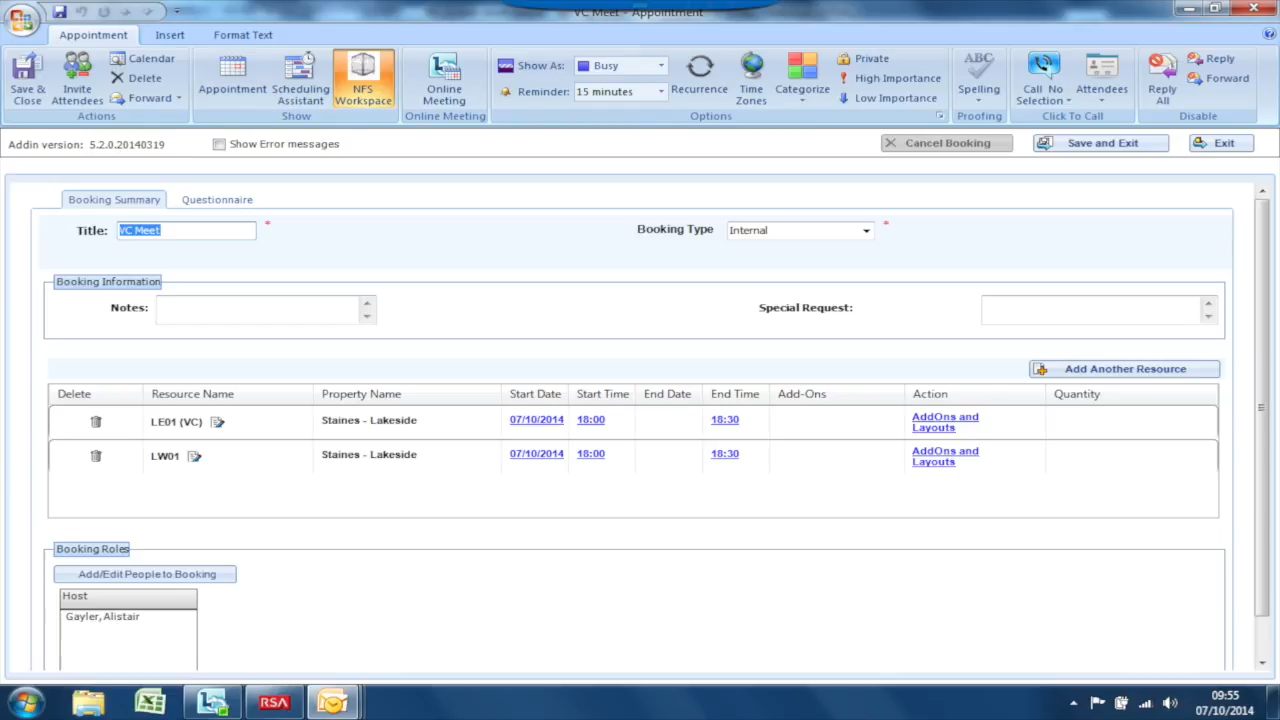 VC Meet - Appointment
Appointment Insert Format Text
Save & Close
Invite Attendees
Calendar
Delete
Forward
Actions
Appointment
Scheduling Assistant
NFS Workspace
Show
Online Meeting
Online Meeting
Show As: Busy
Reminder: 15 minutes
Recurrence
Time Zones
Categorize
Private
High Importance
Low Importance
Options
ABC
Spelling
Proofing
Call No Selection
Attendees
Click To Call
Reply All
Reply
Forward
Disable
Addin version: 5.2.0.20140319 Show Error messages Cancel Booking Save and Exit Exit
Booking Summary Questionnaire
Title: VC Meet * Booking Type Internal *
Booking Information
Notes: Special Request:
Add Another Resource
Delete Resource Name Property Name Start Date Start Time End Date End Time Add-Ons Action Quantity
LE01 (VC) Staines - Lakeside 07/10/2014 18:00 18:30 AddOns and Layouts
LW01 Staines - Lakeside 07/10/2014 18:00 18:30 AddOns and Layouts
Booking Roles
Add/Edit People to Booking
Host
Gayler, Alistair
RSA
09:55
07/10/2014